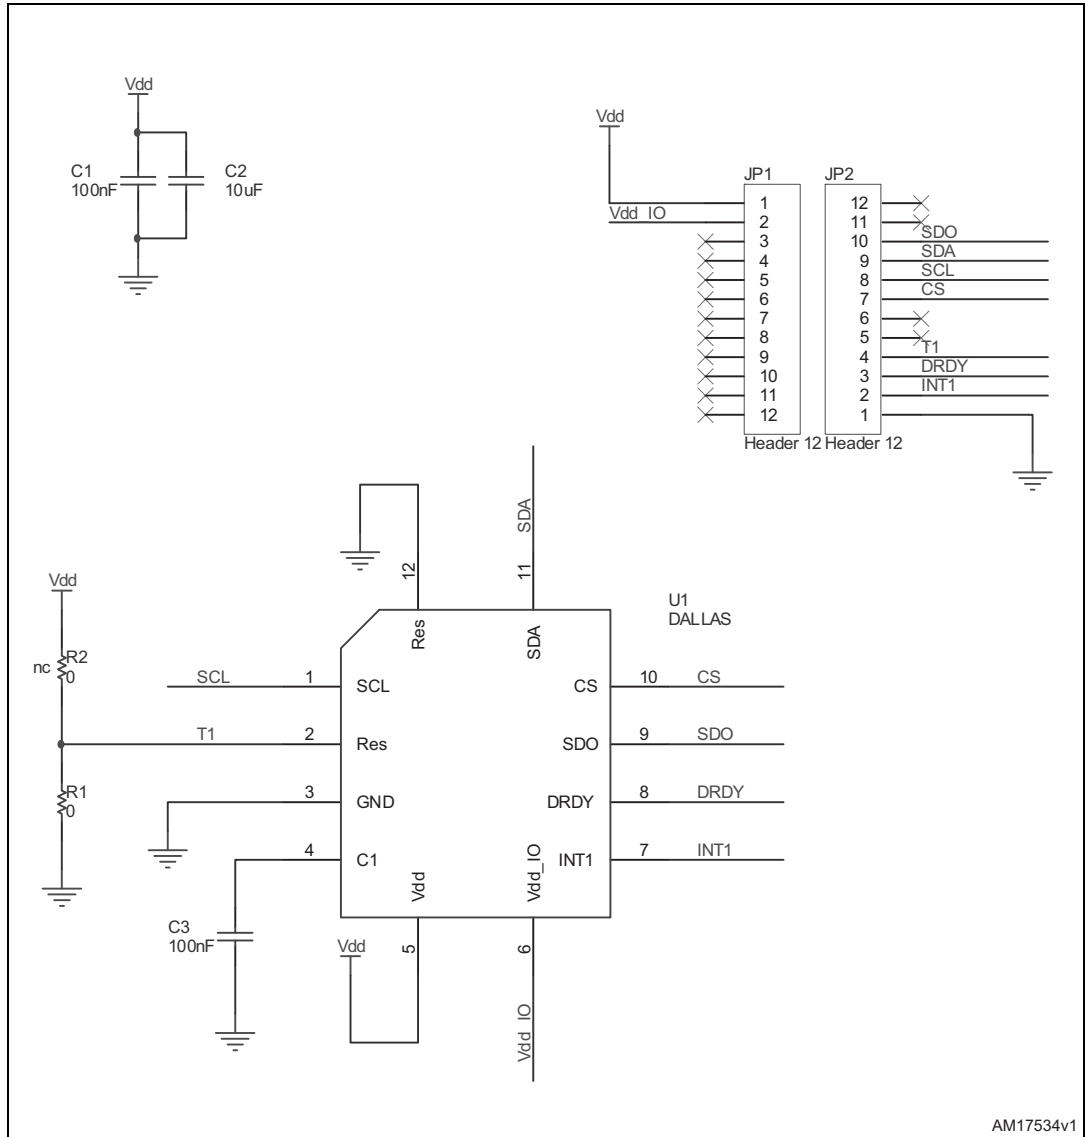 Vdd
C1
100nF
C2
10uF
Vdd
JP1
JP2
Vdd_IO
1
2
3
4
5
6
7
8
9
10
11
12
Header 12
12
11
10
9
8
7
6
5
4
3
2
1
Header 12
SDO
SDA
SCL
CS
T1
DRDY
INT1
SDA
12
11
Res
SDA
U1
DALLAS
Vdd
nc
R2
0
SCL
1
SCL
CS
10
CS
T1
2
Res
SDO
9
SDO
R1
0
3
GND
DRDY
8
DRDY
4
C1
INT1
7
INT1
Vdd
Vdd_IO
C3
100nF
Vdd
5
6
Vdd_IO
AM17534v1